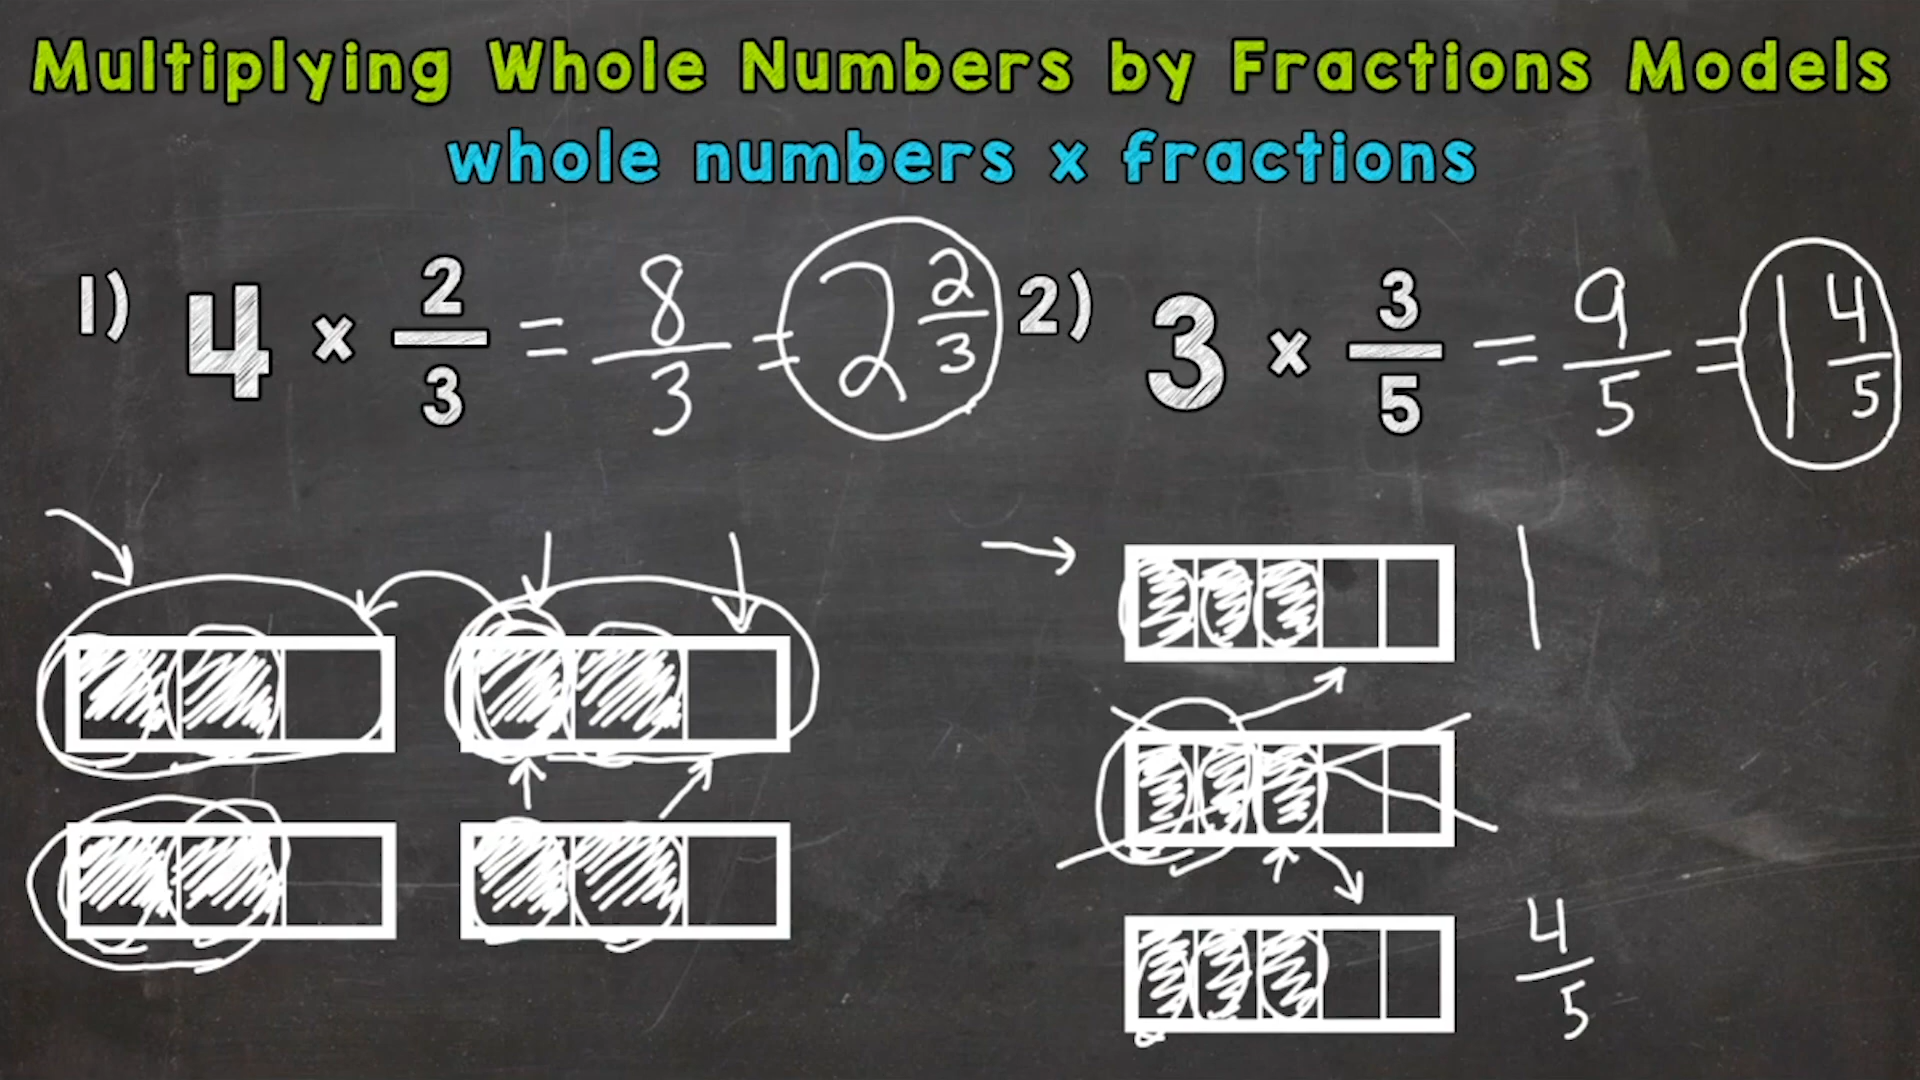 Multiplying Whole Numbers by Fractions Models
whole numbers x fractions
1) 4 x 2/3 = 8/3 = 2 2/3
2) 3 x 3/5 = 9/5 = 1 4/5
1
4/5